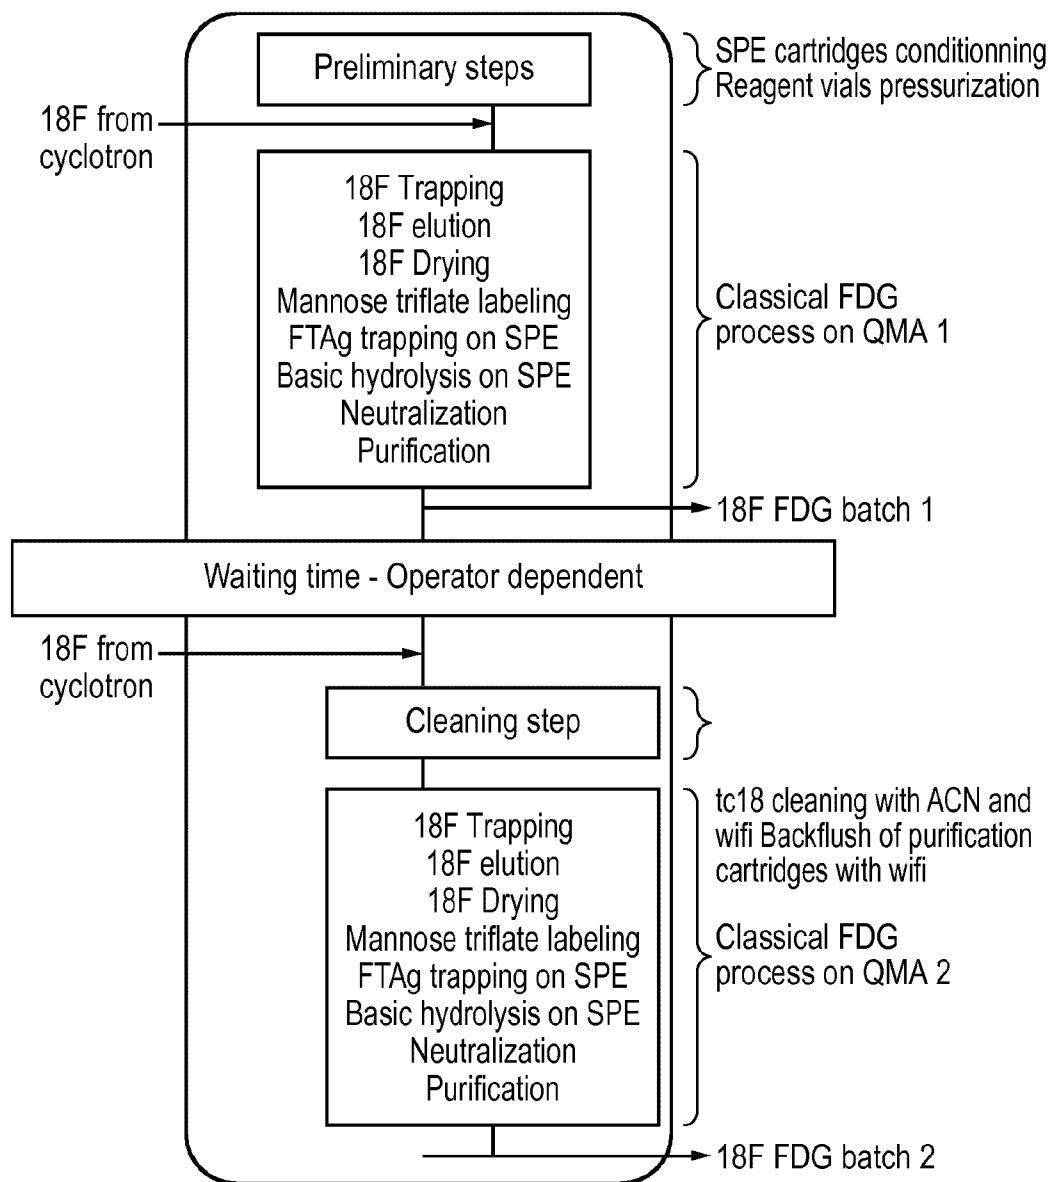 Preliminary steps
SPE cartridges conditionning
Reagent vials pressurization
18F from
cyclotron
18F Trapping
18F elution
18F Drying
Mannose triflate labeling
FTAg trapping on SPE
Basic hydrolysis on SPE
Neutralization
Purification
Classical FDG
process on QMA 1
18F FDG batch 1
Waiting time - Operator dependent
18F from
cyclotron
Cleaning step
tc18 cleaning with ACN and
wifi Backflush of purification
cartridges with wifi
18F Trapping
18F elution
18F Drying
Mannose triflate labeling
FTAg trapping on SPE
Basic hydrolysis on SPE
Neutralization
Purification
Classical FDG
process on QMA 2
18F FDG batch 2